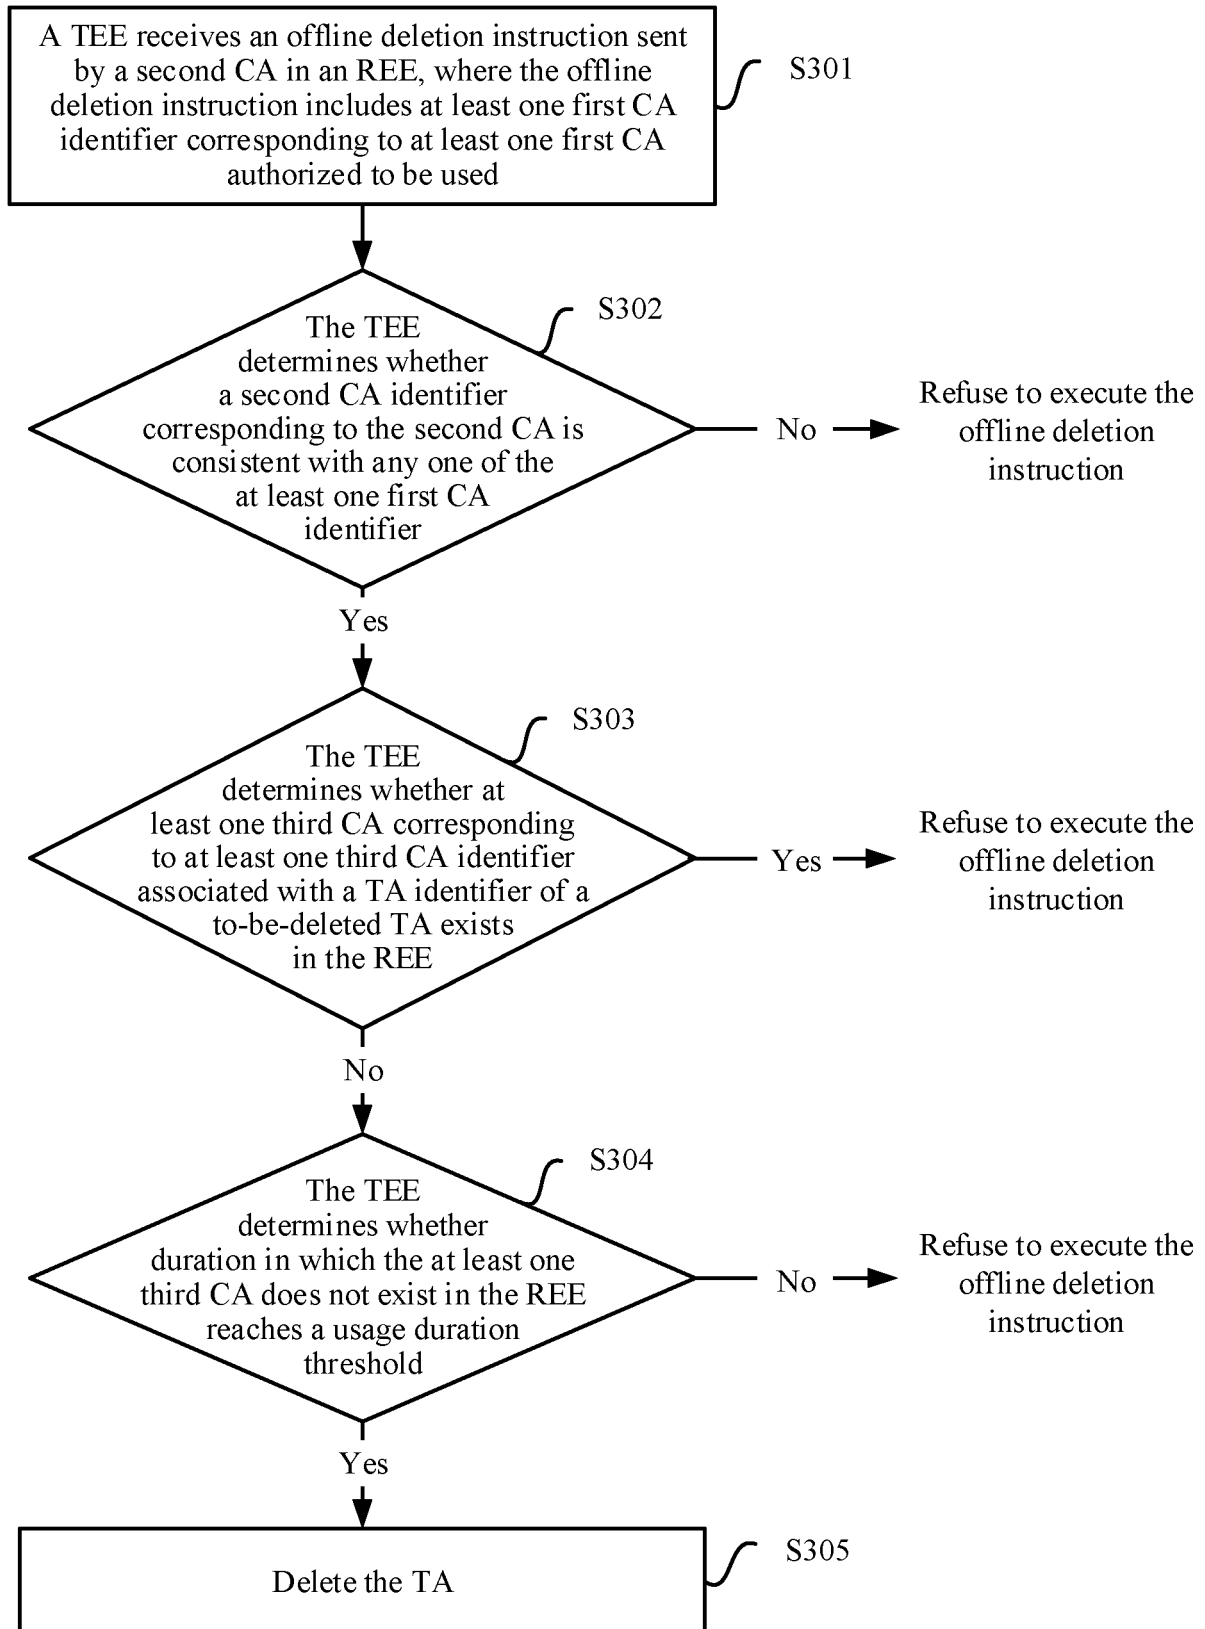 A TEE receives an offline deletion instruction sent
by a second CA in an REE, where the offline
deletion instruction includes at least one first CA
identifier corresponding to at least one first CA
authorized to be used
S301
The TEE
determines whether
a second CA identifier
corresponding to the second CA is
consistent with any one of the
at least one first CA
identifier
S302
No
Refuse to execute the
offline deletion
instruction
Yes
The TEE
determines whether at
least one third CA corresponding
to at least one third CA identifier
associated with a TA identifier of a
to-be-deleted TA exists
in the REE
S303
Yes
Refuse to execute the
offline deletion
instruction
No
The TEE
determines whether
duration in which the at least one
third CA does not exist in the REE
reaches a usage duration
threshold
S304
No
Refuse to execute the
offline deletion
instruction
Yes
Delete the TA
S305